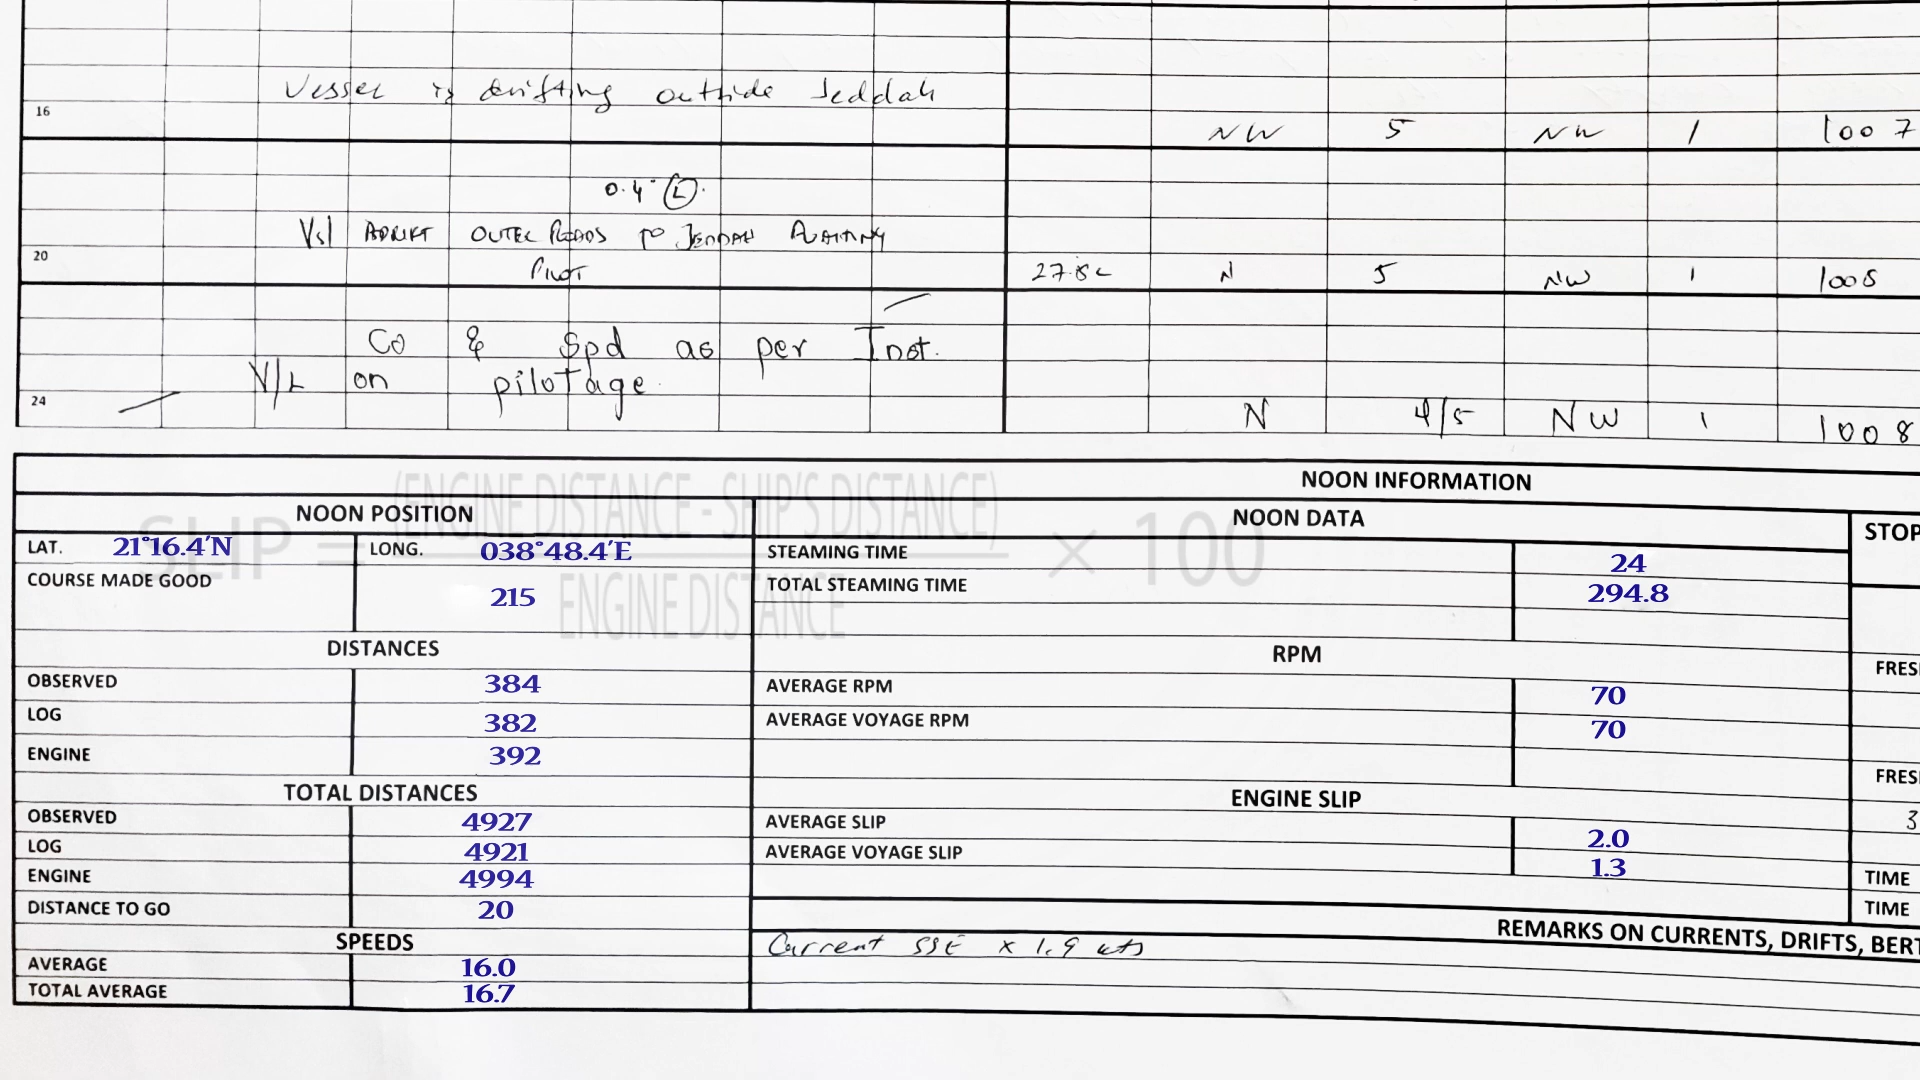 Vessel is drifting outside Jeddah
16 NW 5 NW 1 1007
0.4° (L).
Vsl ADRIFT OUTER ROADS TO JEDDAH AWAITING
20 PILOT N 5 NW 1 1008
Co & Spd as per Inst.
V/L on pilotage
24 N 4/5 NW 1 1008
NOON INFORMATION
SLIP = (ENGINE DISTANCE - SHIP'S DISTANCE) / ENGINE DISTANCE × 100
NOON POSITION NOON DATA STOP
LAT. 21°16.4'N LONG. 038°48.4'E STEAMING TIME 24
COURSE MADE GOOD 215 TOTAL STEAMING TIME 294.8
DISTANCES RPM FRES
OBSERVED 384 AVERAGE RPM 70
LOG 382 AVERAGE VOYAGE RPM 70
ENGINE 392 FRES
TOTAL DISTANCES ENGINE SLIP
OBSERVED 4927 AVERAGE SLIP 2.0 3
LOG 4921 AVERAGE VOYAGE SLIP 1.3
ENGINE 4994 TIME
DISTANCE TO GO 20 TIME
SPEEDS REMARKS ON CURRENTS, DRIFTS, BERT
AVERAGE 16.0 Current SSE x 1.9 kts
TOTAL AVERAGE 16.7